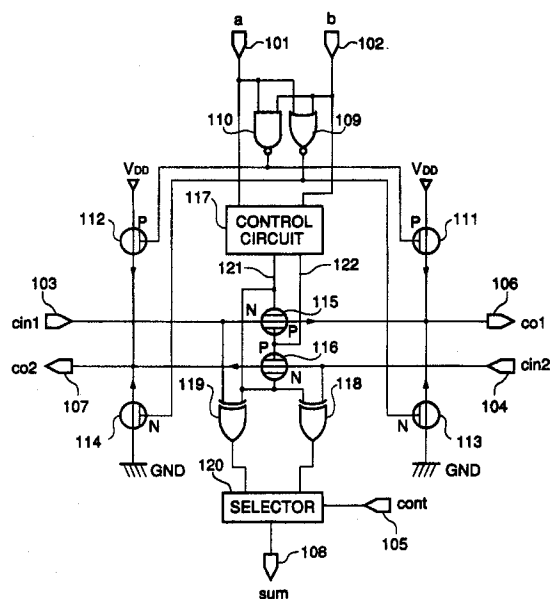 a b
101 102
110 109
VDD VDD
112 P P 111
117 CONTROL CIRCUIT
121 122
103 106
N 115
cin1 P co1
P 116
co2 N cin2
107 119 118 104
114 N N 113
GND GND
120
SELECTOR cont
105
108
sum